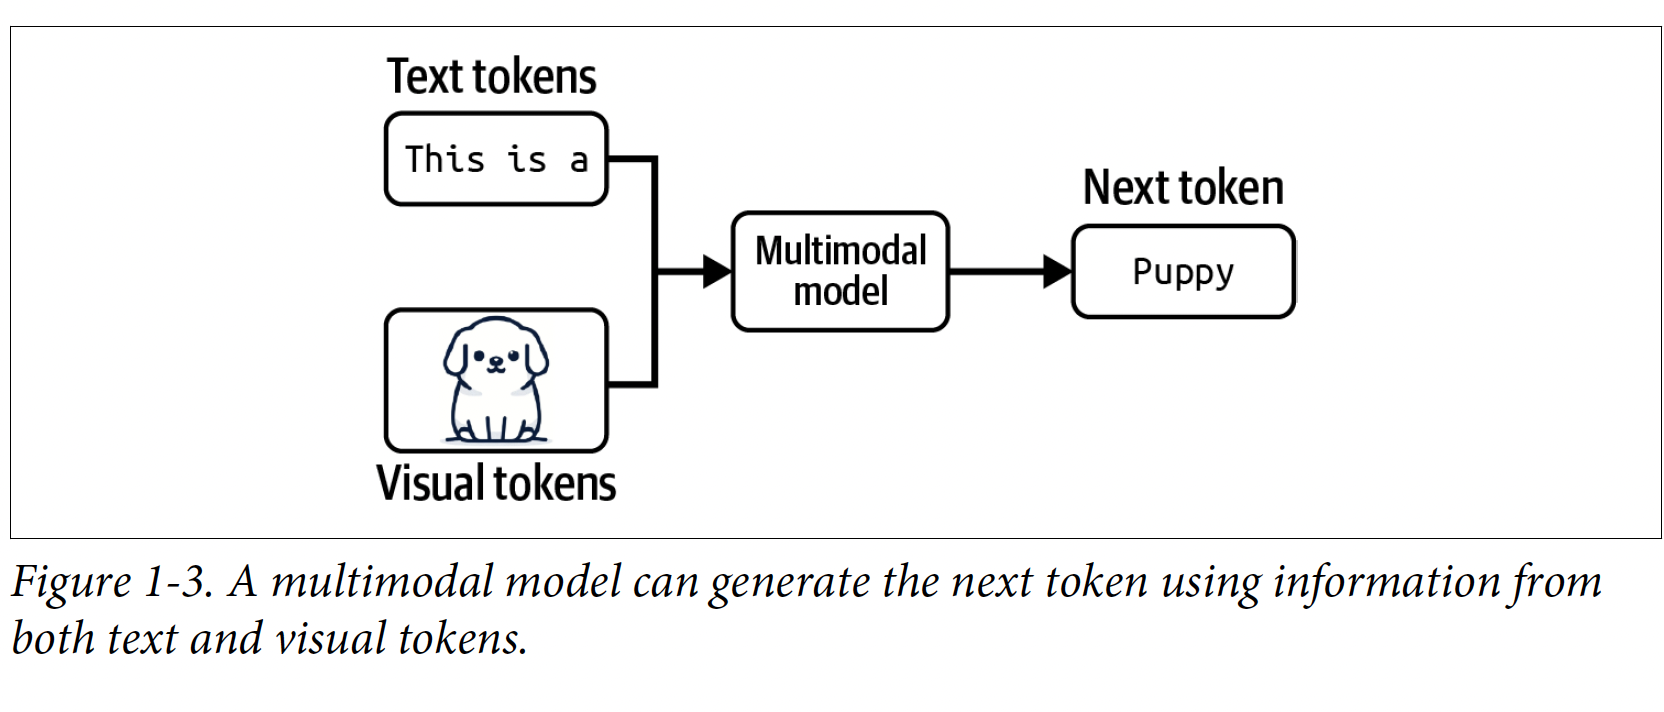 Text tokens
This is a
Visual tokens
Multimodal
model
Next token
Puppy
Figure 1-3. A multimodal model can generate the next token using information from
both text and visual tokens.